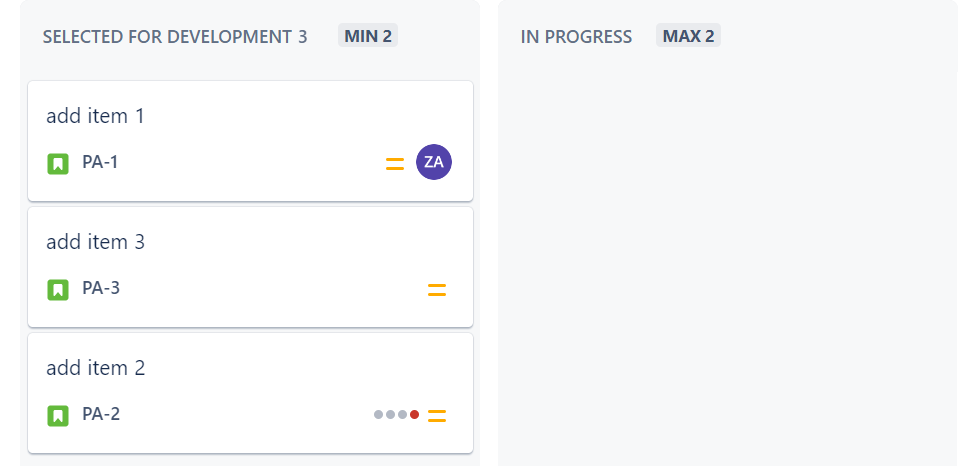 SELECTED FOR DEVELOPMENT 3 MIN 2
add item 1
PA-1 ZA
add item 3
PA-3
add item 2
PA-2
IN PROGRESS MAX 2